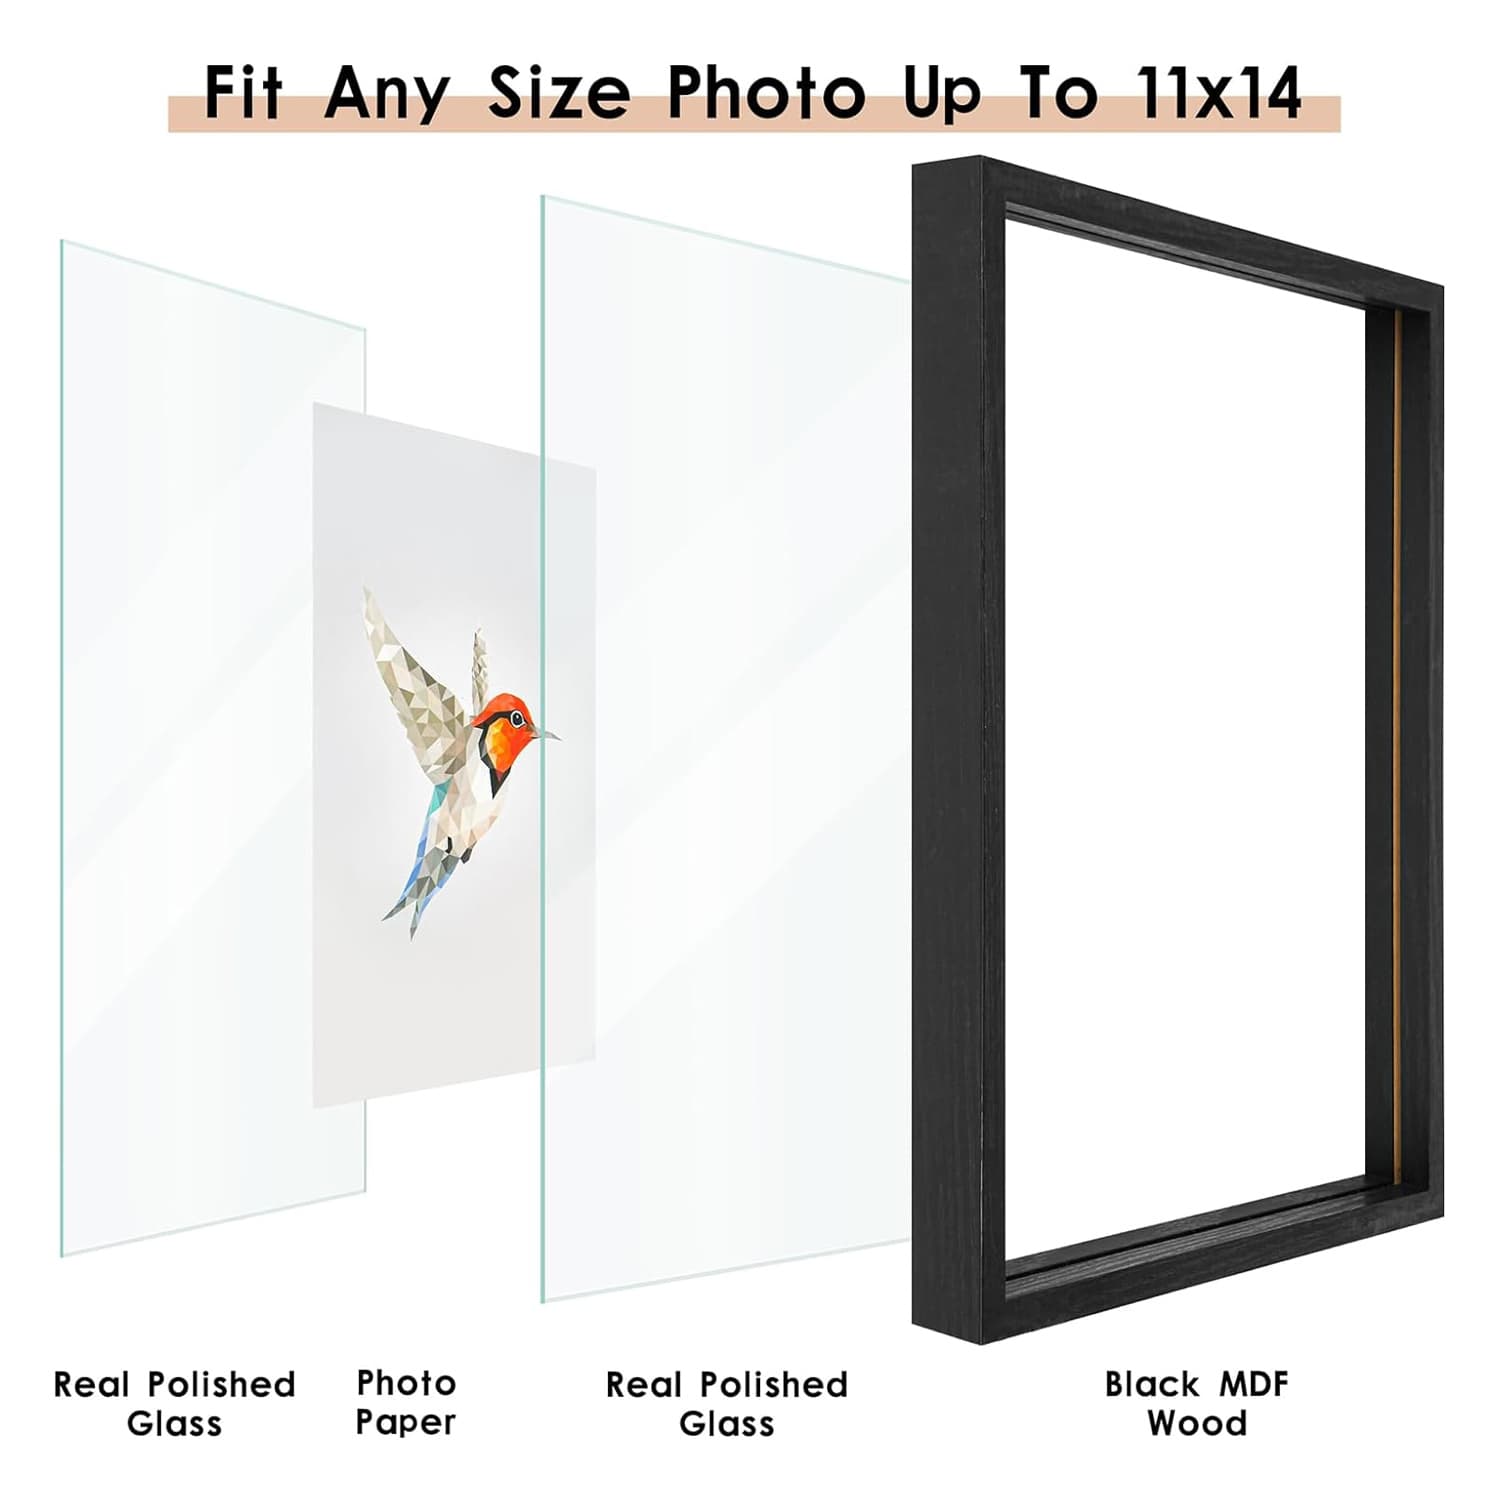 Fit Any Size Photo Up To 11x14
Real Polished
Glass
Photo
Paper
Real Polished
Glass
Black MDF
Wood